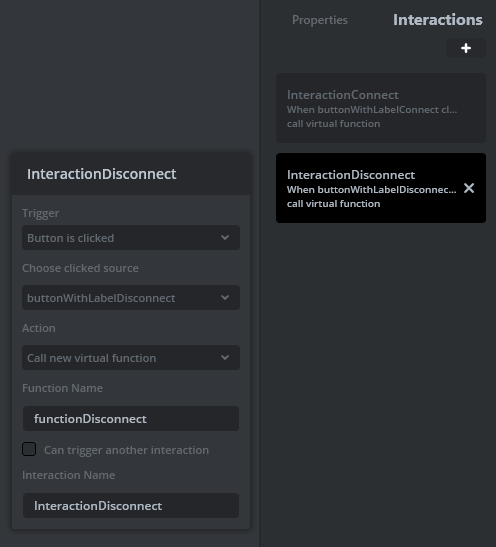 Properties
Interactions
+
InteractionConnect
When buttonWithLabelConnect cl...
call virtual function
InteractionDisconnect
When buttonWithLabelDisconnec...
call virtual function
InteractionDisconnect
Trigger
Button is clicked
Choose clicked source
buttonWithLabelDisconnect
Action
Call new virtual function
Function Name
functionDisconnect
Can trigger another interaction
Interaction Name
InteractionDisconnect